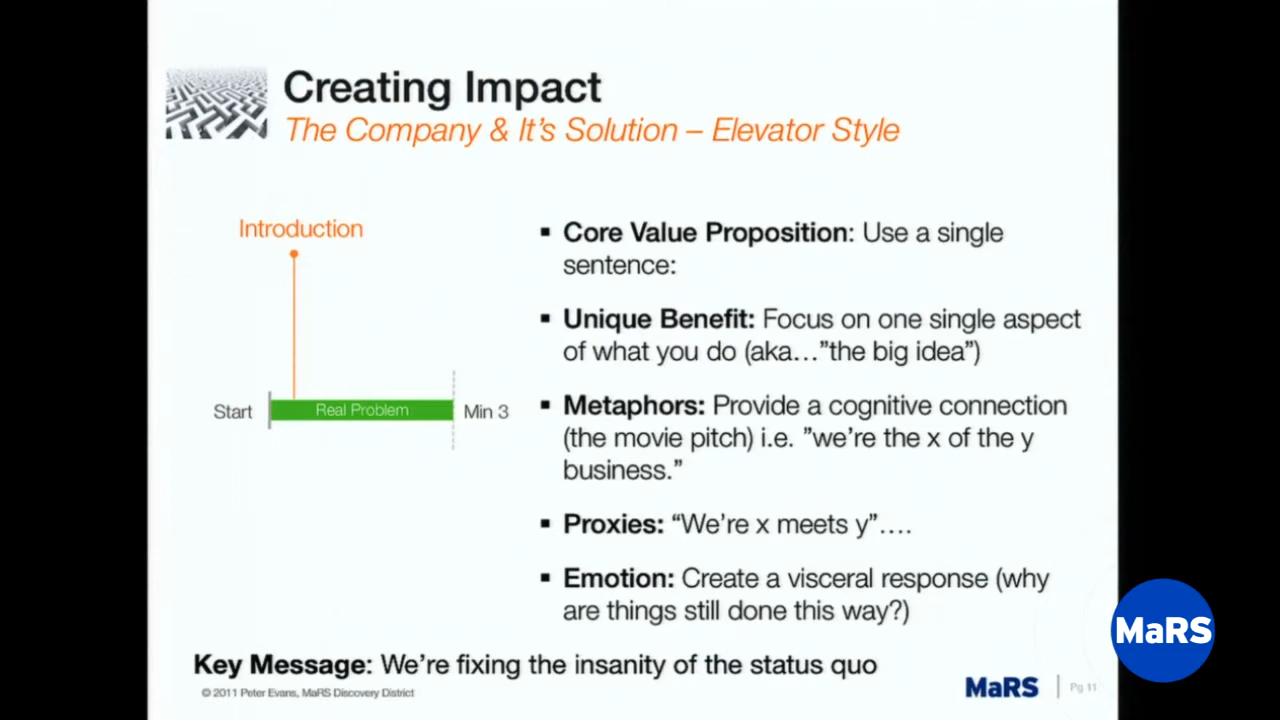 Creating Impact
The Company & It's Solution – Elevator Style
Introduction
Start
Real Problem
Min 3
▪ Core Value Proposition: Use a single
sentence:
▪ Unique Benefit: Focus on one single aspect
of what you do (aka…”the big idea”)
▪ Metaphors: Provide a cognitive connection
(the movie pitch) i.e. ”we’re the x of the y
business.”
▪ Proxies: “We’re x meets y”….
▪ Emotion: Create a visceral response (why
are things still done this way?)
Key Message: We’re fixing the insanity of the status quo
© 2011 Peter Evans, MaRS Discovery District
MaRS
Pg 11
MaRS